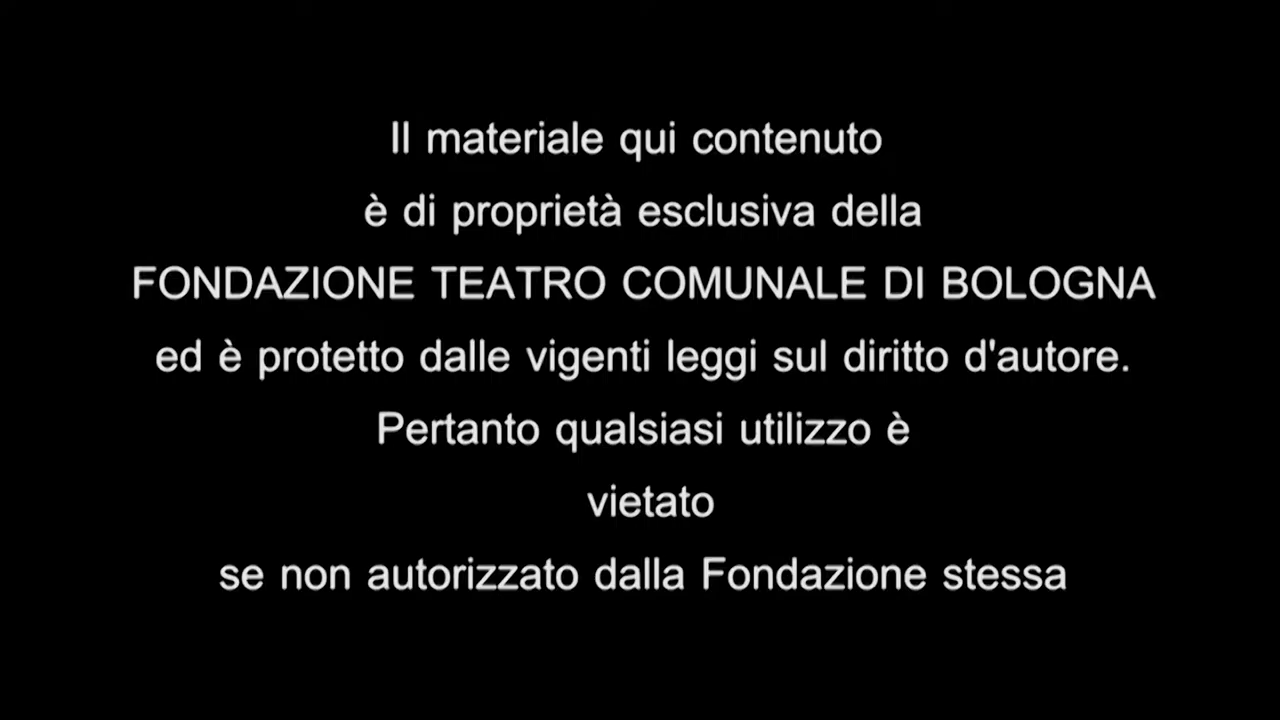 Il materiale qui contenuto
è di proprietà esclusiva della
FONDAZIONE TEATRO COMUNALE DI BOLOGNA
ed è protetto dalle vigenti leggi sul diritto d'autore.
Pertanto qualsiasi utilizzo è
vietato
se non autorizzato dalla Fondazione stessa